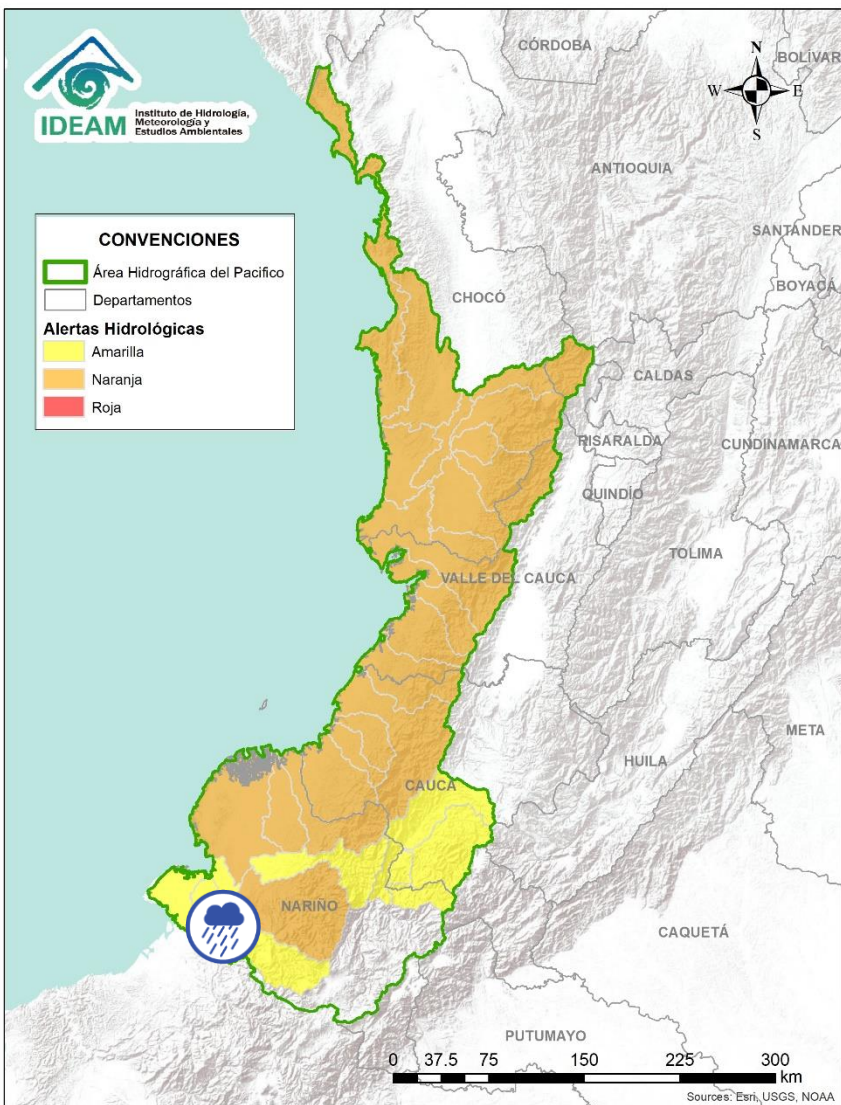 IDEAM
Instituto de Hidrología,
Meteorología y
Estudios Ambientales
N
W
E
S
CÓRDOBA
BOLÍVAR
ANTIOQUIA
SANTÁNDER
BOYACÁ
CHOCÓ
CALDAS
RISARALDA
CUNDINAMARCA
QUINDÍO
TOLIMA
VALLE DEL CAUCA
META
HUILA
CAUCA
NARIÑO
CAQUETÁ
PUTUMAYO
CONVENCIONES
Área Hidrográfica del Pacifico
Departamentos
Alertas Hidrológicas
Amarilla
Naranja
Roja
0 37.5 75 150 225 300
km
Sources: Esri, USGS, NOAA